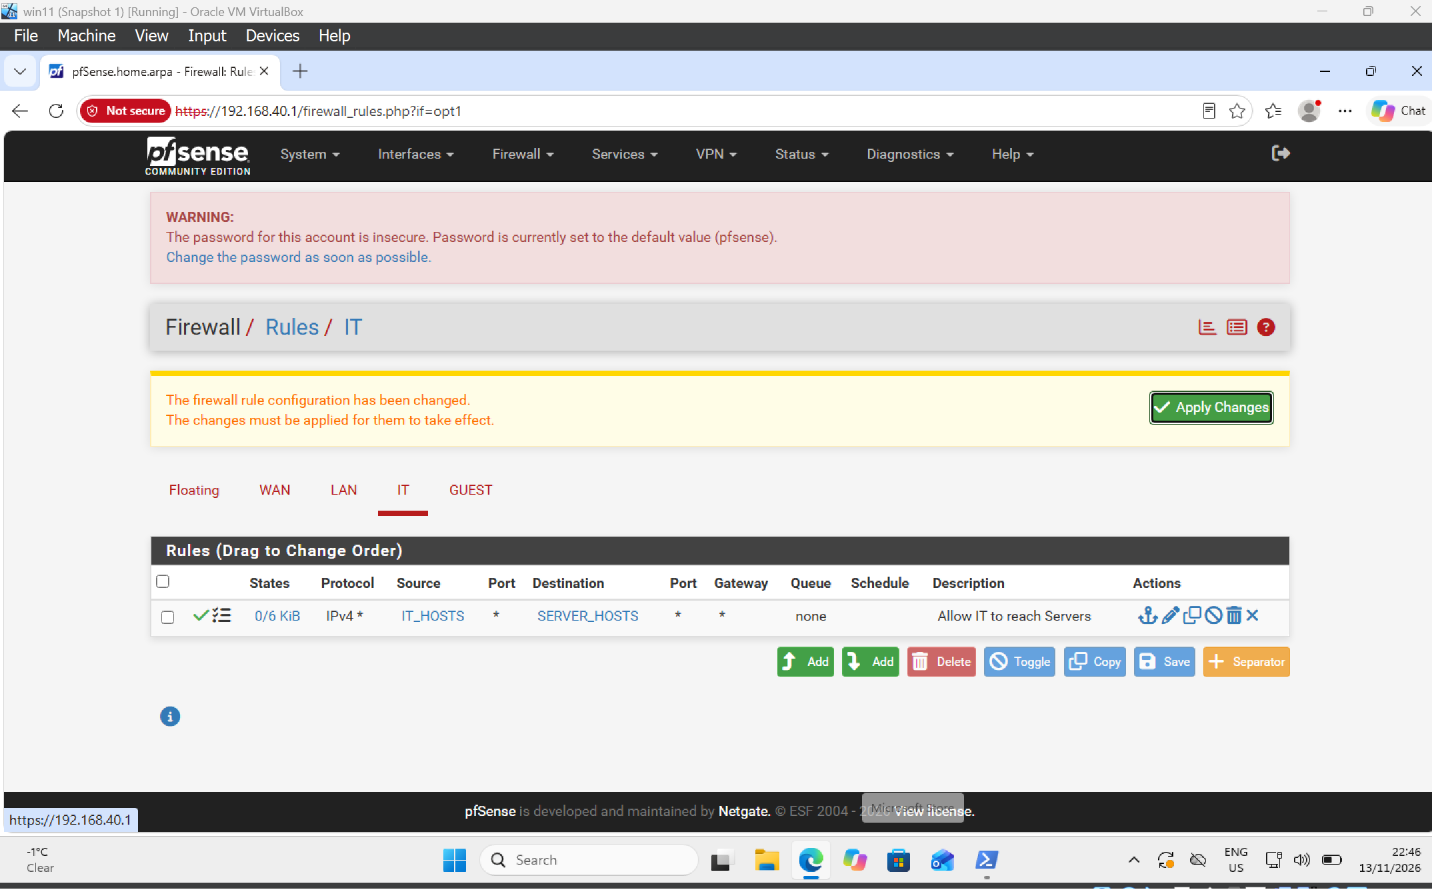 win11 (Snapshot 1) [Running] - Oracle VM VirtualBox
File Machine View Input Devices Help
pfSense.home.arpa - Firewall: Rule
Not secure https://192.168.40.1/firewall_rules.php?if=opt1 Chat
pfsense COMMUNITY EDITION System Interfaces Firewall Services VPN Status Diagnostics Help
WARNING:
The password for this account is insecure. Password is currently set to the default value (pfsense).
Change the password as soon as possible.
Firewall / Rules / IT
The firewall rule configuration has been changed.
The changes must be applied for them to take effect.
Apply Changes
Floating WAN LAN IT GUEST
Rules (Drag to Change Order)
States Protocol Source Port Destination Port Gateway Queue Schedule Description Actions
0/6 KiB IPv4 * IT_HOSTS * SERVER_HOSTS * * none Allow IT to reach Servers
Add Add Delete Toggle Copy Save Separator
pfSense is developed and maintained by Netgate. © ESF 2004 - View license.
https://192.168.40.1
-1°C
Clear
Search
ENG
US
22:46
13/11/2026